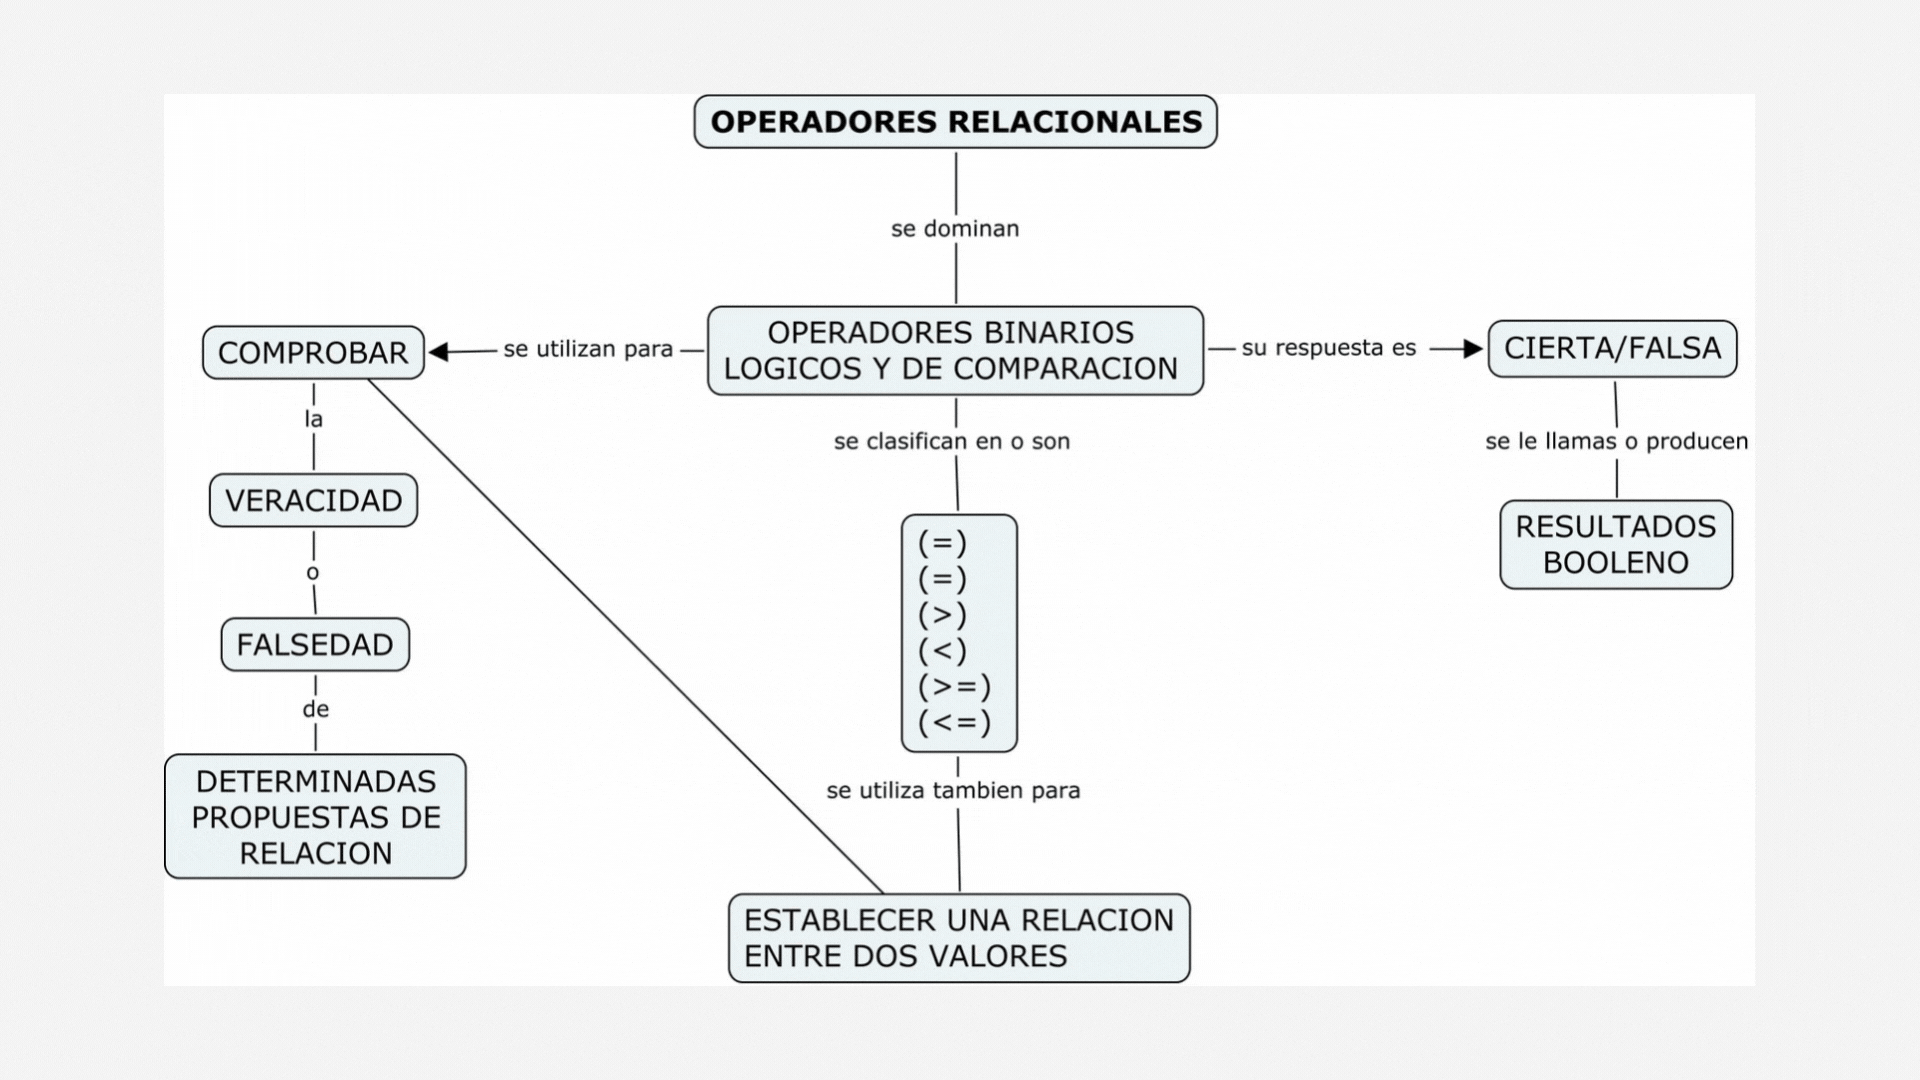 OPERADORES RELACIONALES
se dominan
OPERADORES BINARIOS
LOGICOS Y DE COMPARACION
se utilizan para
COMPROBAR
la
VERACIDAD
o
FALSEDAD
de
DETERMINADAS
PROPUESTAS DE
RELACION
se clasifican en o son
(=)
(=)
(>)
(<)
(>=)
(<=)
se utiliza tambien para
ESTABLECER UNA RELACION
ENTRE DOS VALORES
su respuesta es
CIERTA/FALSA
se le llamas o producen
RESULTADOS
BOOLENO